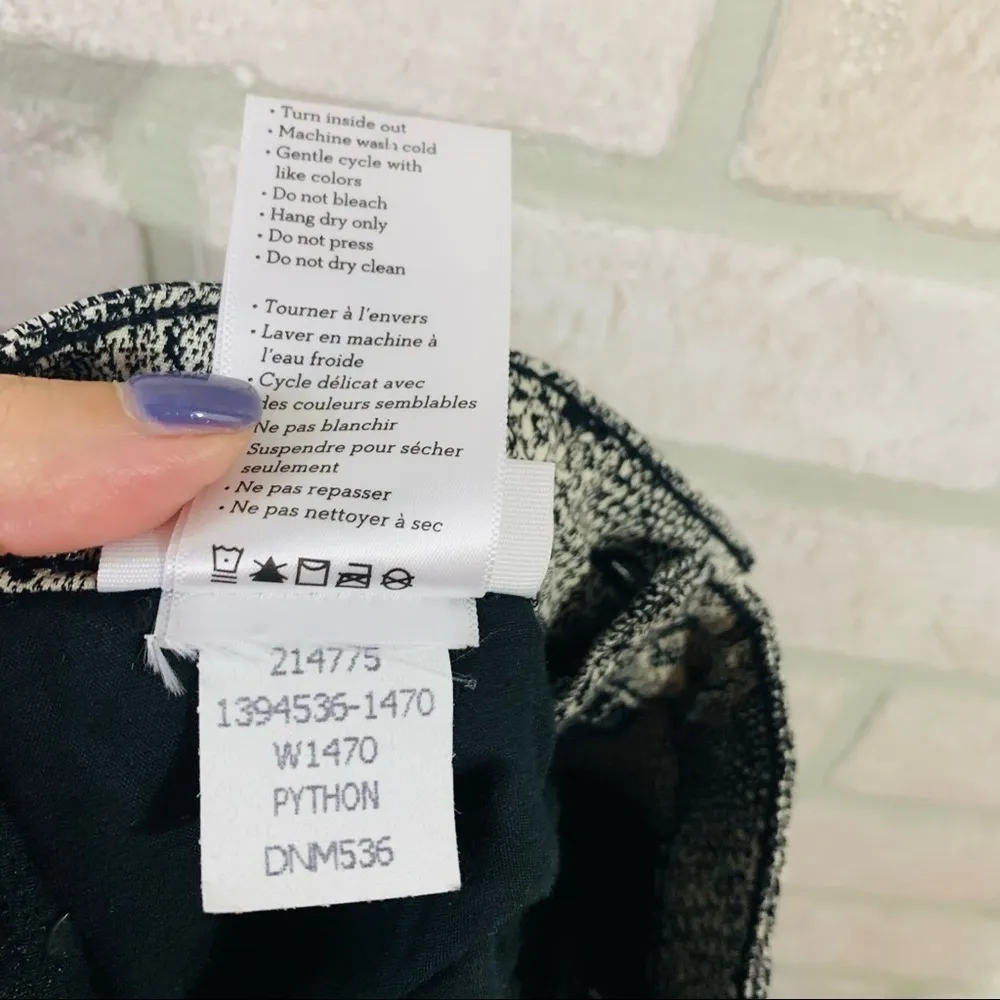 • Turn inside out
• Machine wash cold
• Gentle cycle with
like colors
• Do not bleach
• Hang dry only
• Do not press
• Do not dry clean
• Tourner à l'envers
• Laver en machine à
l'eau froide
• Cycle délicat avec
des couleurs semblables
Ne pas blanchir
Suspendre pour sécher
seulement
• Ne pas repasser
• Ne pas nettoyer à sec
214775
1394536-1470
W1470
PYTHON
DNM536